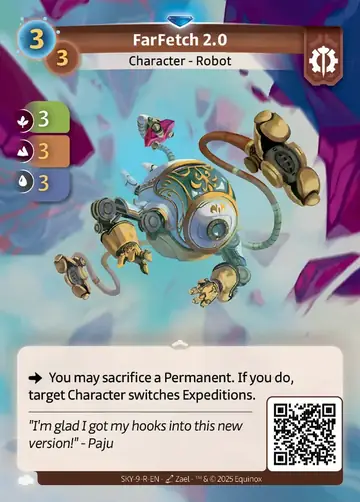 3
FarFetch 2.0
3
Character - Robot
3
3
3
➔ You may sacrifice a Permanent. If you do,
target Character switches Expeditions.
"I'm glad I got my hooks into this new
version!" - Paju
SKY-9-R-EN - Zael - ™ & © 2025 Equinox